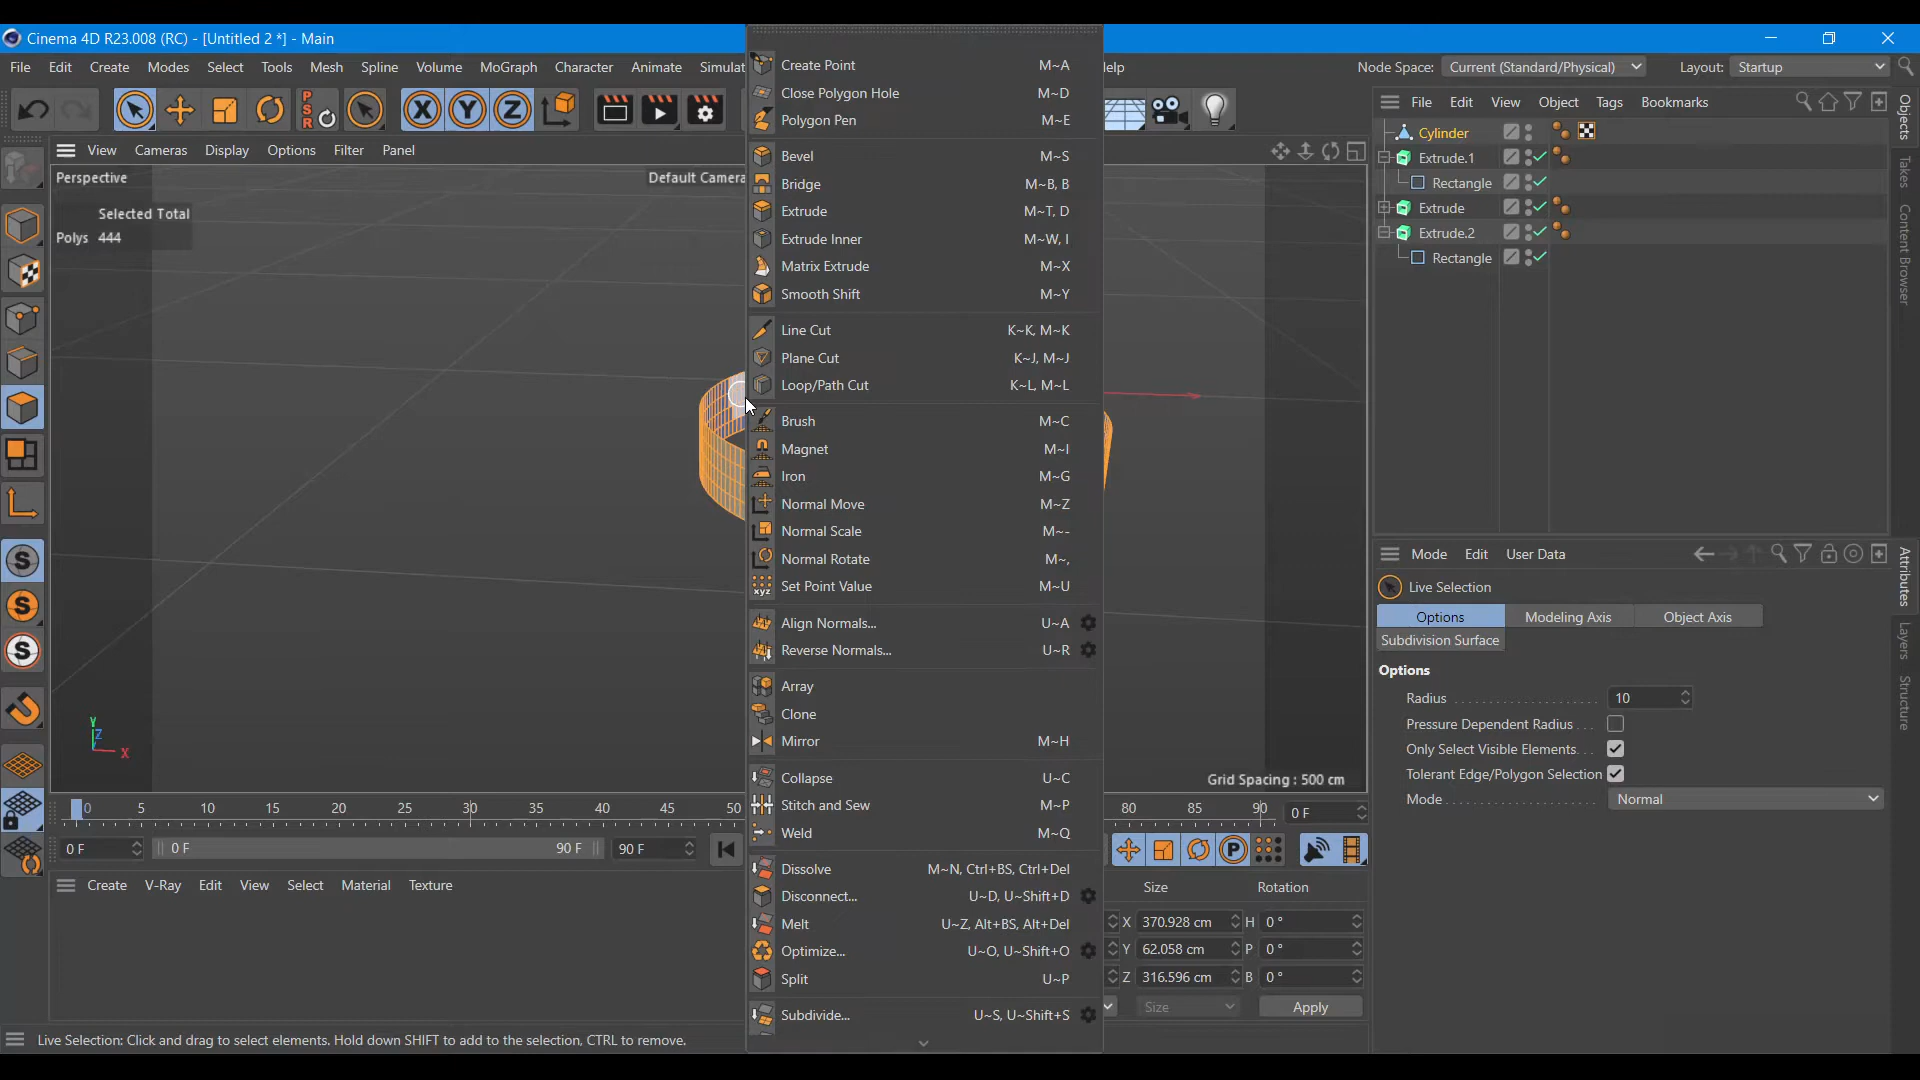 Cinema 4D R23.008 (RC) - [Untitled 2 *] - Main
File Edit Create Modes Select Tools Mesh Spline Volume MoGraph Character Animate Simulat
Node Space: Current (Standard/Physical) Layout: Startup
X Y Z
PSR
View Cameras Display Options Filter Panel
Perspective
Default Camera
Selected Total
Polys 444
Grid Spacing : 500 cm
Y
Z
X
Create Point M~A
Close Polygon Hole M~D
Polygon Pen M~E
Bevel M~S
Bridge M~B, B
Extrude M~T, D
Extrude Inner M~W, I
Matrix Extrude M~X
Smooth Shift M~Y
Line Cut K~K, M~K
Plane Cut K~J, M~J
Loop/Path Cut K~L, M~L
Brush M~C
Magnet M~I
Iron M~G
Normal Move M~Z
Normal Scale M~-
Normal Rotate M~,
Set Point Value M~U
Align Normals... U~A
Reverse Normals... U~R
Array
Clone
Mirror M~H
Collapse U~C
Stitch and Sew M~P
Weld M~Q
Dissolve M~N, Ctrl+BS, Ctrl+Del
Disconnect... U~D, U~Shift+D
Melt U~Z, Alt+BS, Alt+Del
Optimize... U~O, U~Shift+O
Split U~P
Subdivide... U~S, U~Shift+S
File Edit View Object Tags Bookmarks
Cylinder
Extrude.1
Rectangle
Extrude
Extrude.2
Rectangle
Objects
Takes
Content Browser
Mode Edit User Data
Live Selection
Options Modeling Axis Object Axis
Subdivision Surface
Options
Radius 10
Pressure Dependent Radius
Only Select Visible Elements
Tolerant Edge/Polygon Selection
Mode Normal
Attributes
Layers
Structure
0 5 10 15 20 25 30 35 40 45 50 80 85 90 0 F
0 F 0 F 90 F 90 F
Create V-Ray Edit View Select Material Texture
Size Rotation
X 370.928 cm H 0 °
Y 62.058 cm P 0 °
Z 316.596 cm B 0 °
Size Apply
Live Selection: Click and drag to select elements. Hold down SHIFT to add to the selection, CTRL to remove.